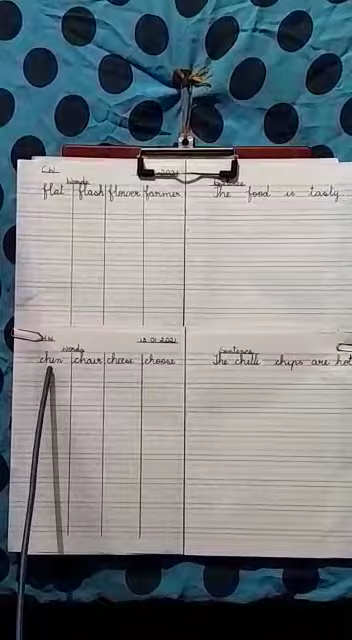 C.W.
Words Sentence
flat flash flower farmer The food is tasty
H.W. 18.01.2021
Words Sentence
chin chair cheese choose The chilli chips are hot